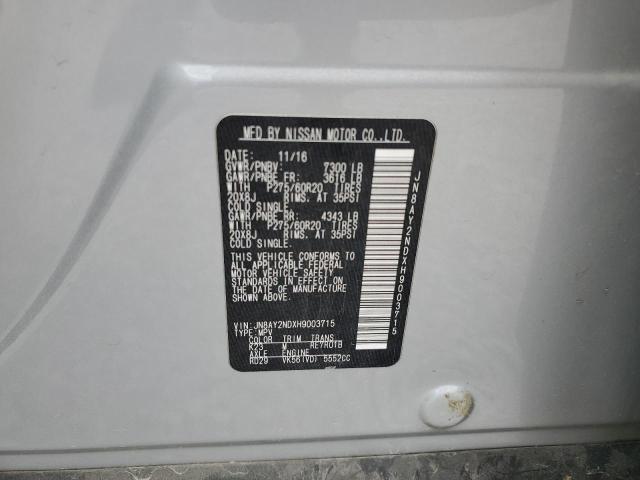 MFD BY NISSAN MOTOR CO.,LTD.
DATE: 11/16
GVWR/PNBV: 7300 LB
GAWR/PNBE FR: 3616 LB
WITH P275/60R20 TIRES
20X8J RIMS, AT 35PSI
COLD SINGLE.
GAWR/PNBE RR: 4343 LB
WITH P275/60R20 TIRES
20X8J RIMS, AT 35PSI
COLD SINGLE.
THIS VEHICLE CONFORMS TO
ALL APPLICABLE FEDERAL
MOTOR VEHICLE SAFETY
STANDARDS IN EFFECT ON
THE DATE OF MANUFACTURE
SHOWN ABOVE.
VIN: JN8AY2NDXH9003715
TYPE: MPV
COLOR TRIM TRANS
K23 M RE7R01B
AXLE ENGINE
RD29 VK56(VD) 5552CC
JN8AY2NDXH9003715